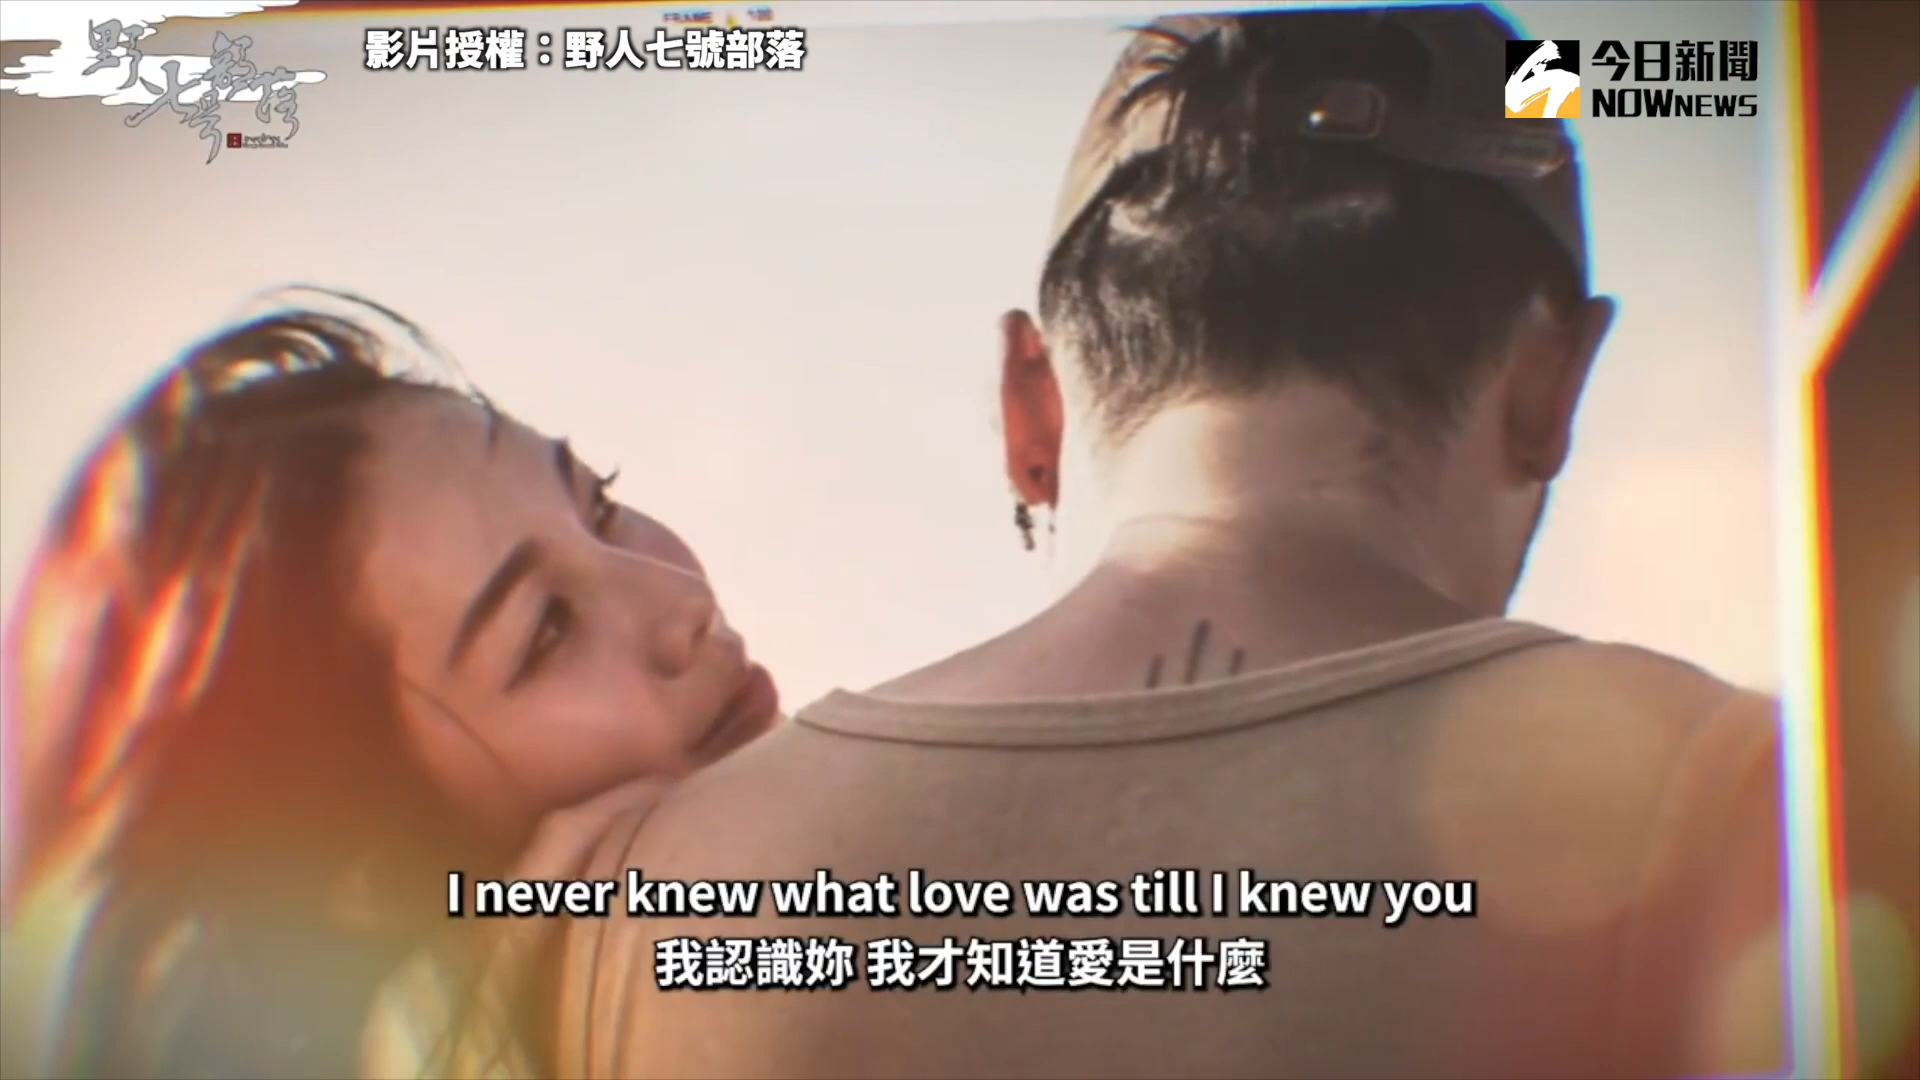 FRAME 100
野人七號部落
影片授權：野人七號部落
今日新聞
NOWNEWS
I never knew what love was till I knew you
我認識妳 我才知道愛是什麼